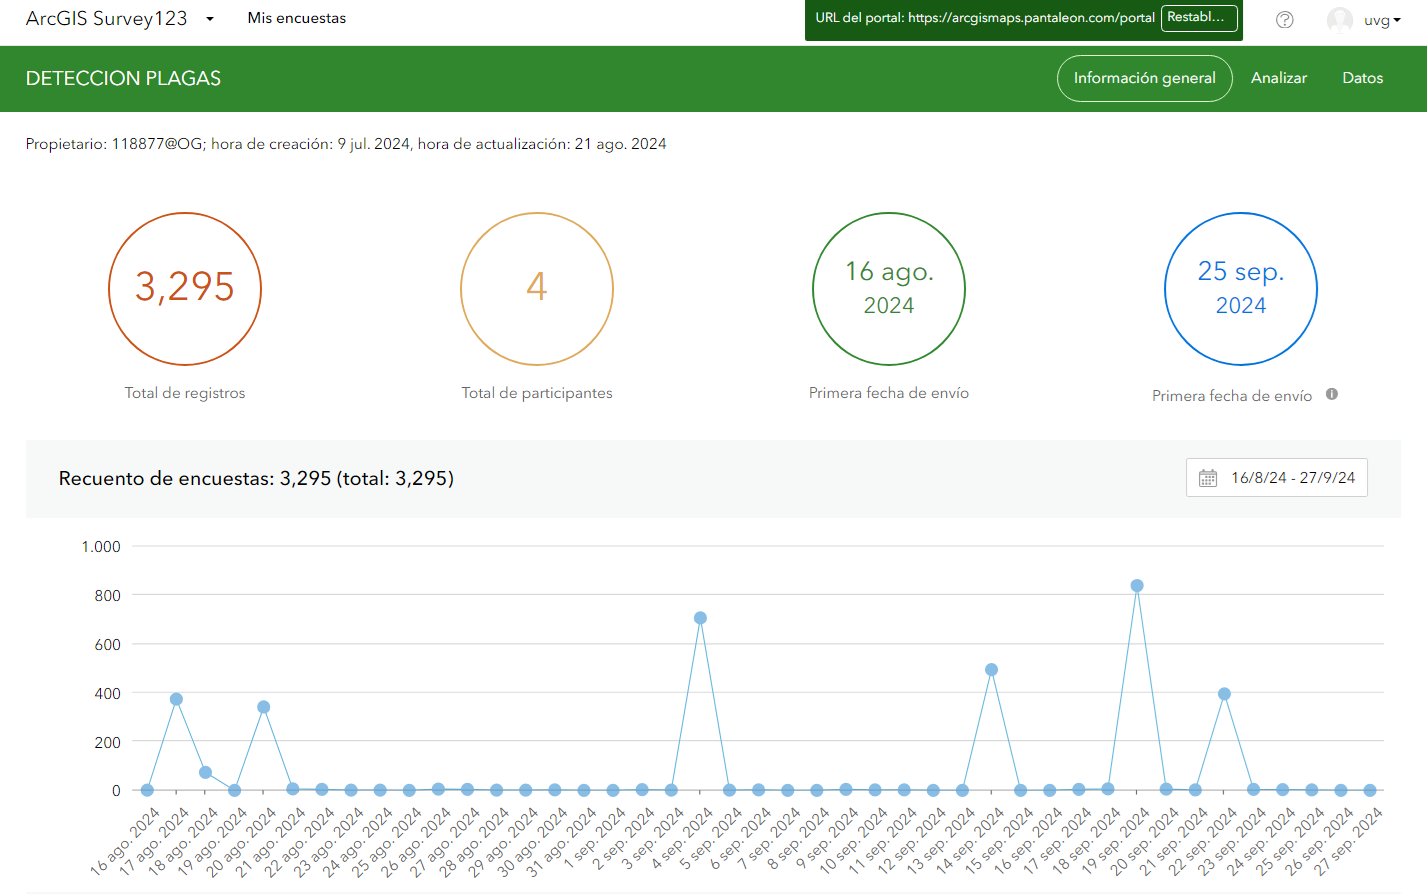 ArcGIS Survey123 Mis encuestas URL del portal: https://arcgismaps.pantaleon.com/portal Restabl... uvg
DETECCION PLAGAS Información general Analizar Datos
Propietario: 118877@OG; hora de creación: 9 jul. 2024, hora de actualización: 21 ago. 2024
3,295 4 16 ago. 2024 25 sep. 2024
Total de registros Total de participantes Primera fecha de envío Primera fecha de envío
Recuento de encuestas: 3,295 (total: 3,295) 16/8/24 - 27/9/24
1.000
800
600
400
200
0
16 ago. 2024
17 ago. 2024
18 ago. 2024
19 ago. 2024
20 ago. 2024
21 ago. 2024
22 ago. 2024
23 ago. 2024
24 ago. 2024
25 ago. 2024
26 ago. 2024
27 ago. 2024
28 ago. 2024
29 ago. 2024
30 ago. 2024
31 ago. 2024
1 sep. 2024
2 sep. 2024
3 sep. 2024
4 sep. 2024
5 sep. 2024
6 sep. 2024
7 sep. 2024
8 sep. 2024
9 sep. 2024
10 sep. 2024
11 sep. 2024
12 sep. 2024
13 sep. 2024
14 sep. 2024
15 sep. 2024
16 sep. 2024
17 sep. 2024
18 sep. 2024
19 sep. 2024
20 sep. 2024
21 sep. 2024
22 sep. 2024
23 sep. 2024
24 sep. 2024
25 sep. 2024
26 sep. 2024
27 sep. 2024